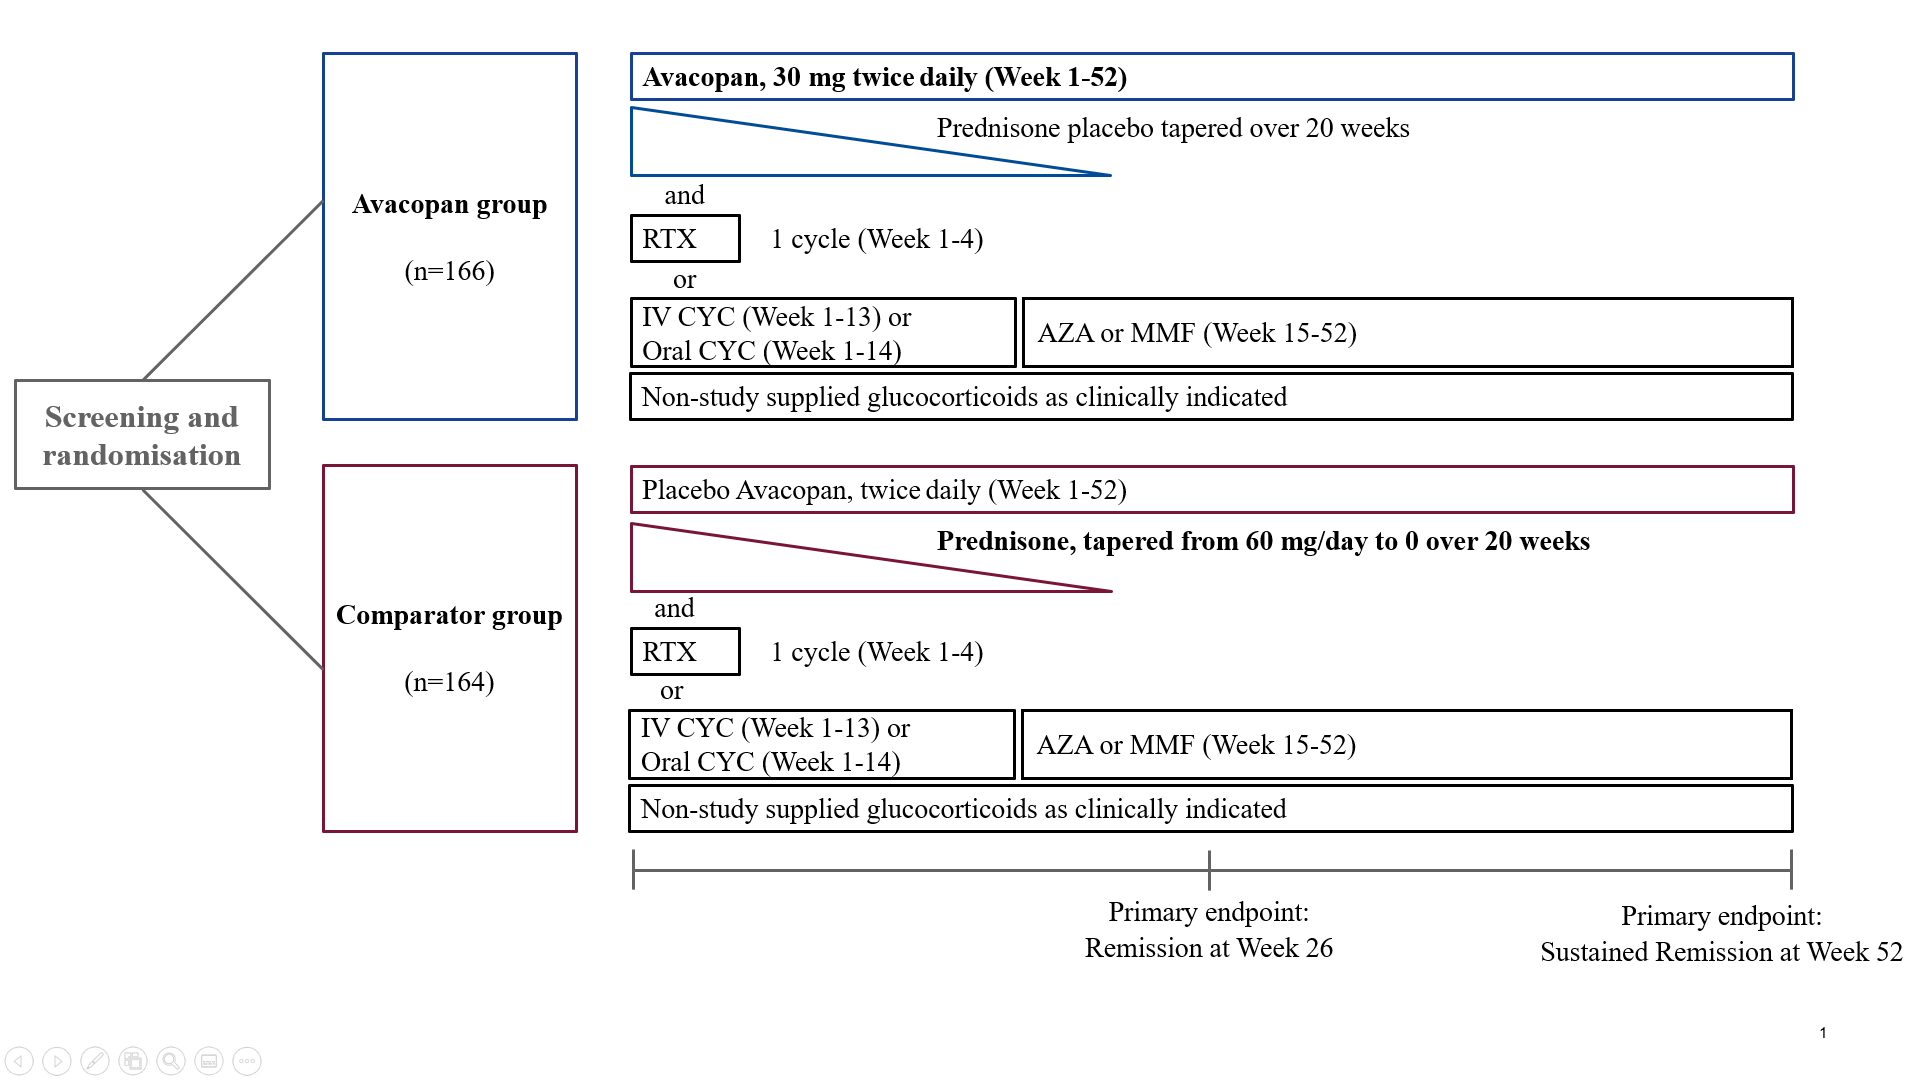 Screening and
randomisation
Avacopan group
(n=166)
Avacopan, 30 mg twice daily (Week 1-52)
Prednisone placebo tapered over 20 weeks
and
RTX
1 cycle (Week 1-4)
or
IV CYC (Week 1-13) or
Oral CYC (Week 1-14)
AZA or MMF (Week 15-52)
Non-study supplied glucocorticoids as clinically indicated
Comparator group
(n=164)
Placebo Avacopan, twice daily (Week 1-52)
Prednisone, tapered from 60 mg/day to 0 over 20 weeks
and
RTX
1 cycle (Week 1-4)
or
IV CYC (Week 1-13) or
Oral CYC (Week 1-14)
AZA or MMF (Week 15-52)
Non-study supplied glucocorticoids as clinically indicated
Primary endpoint:
Remission at Week 26
Primary endpoint:
Sustained Remission at Week 52
1